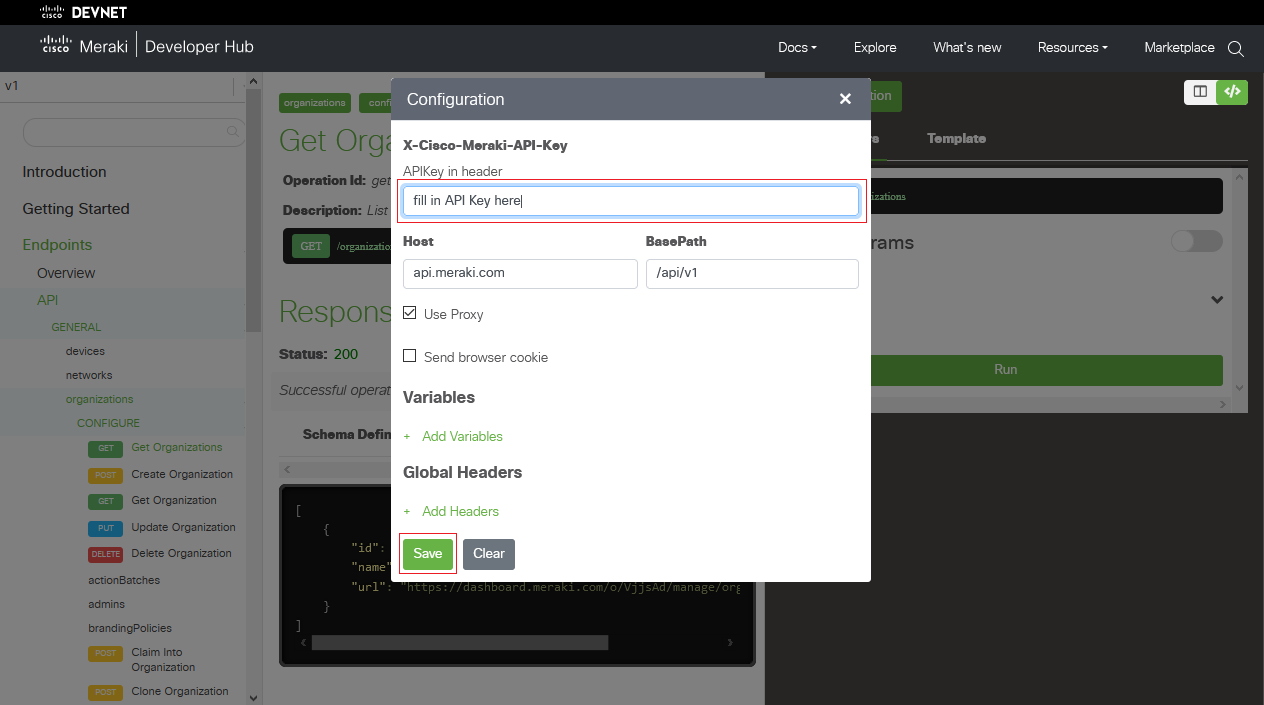 cisco DEVNET
cisco Meraki Developer Hub
Docs
Explore
What's new
Resources
Marketplace
v1
Introduction
Getting Started
Endpoints
Overview
API
GENERAL
devices
networks
organizations
CONFIGURE
GET Get Organizations
POST Create Organization
GET Get Organization
PUT Update Organization
DELETE Delete Organization
actionBatches
admins
brandingPolicies
POST Claim Into
Organization
POST Clone Organization
organizations
confi
Get Orga
Operation Id: get
Description: List
GET /organization
Respons
Status: 200
Successful operat
Schema Defin
[
{
"id":
"name"
"url": "https://dashboard.meraki.com/o/VjjsAd/manage/org
}
]
Configuration
X-Cisco-Meraki-API-Key
APIKey in header
fill in API Key here
Host
BasePath
api.meraki.com
/api/v1
Use Proxy
Send browser cookie
Variables
+ Add Variables
Global Headers
+ Add Headers
Save
Clear
tion
</>
rs
Template
izations
rams
Run